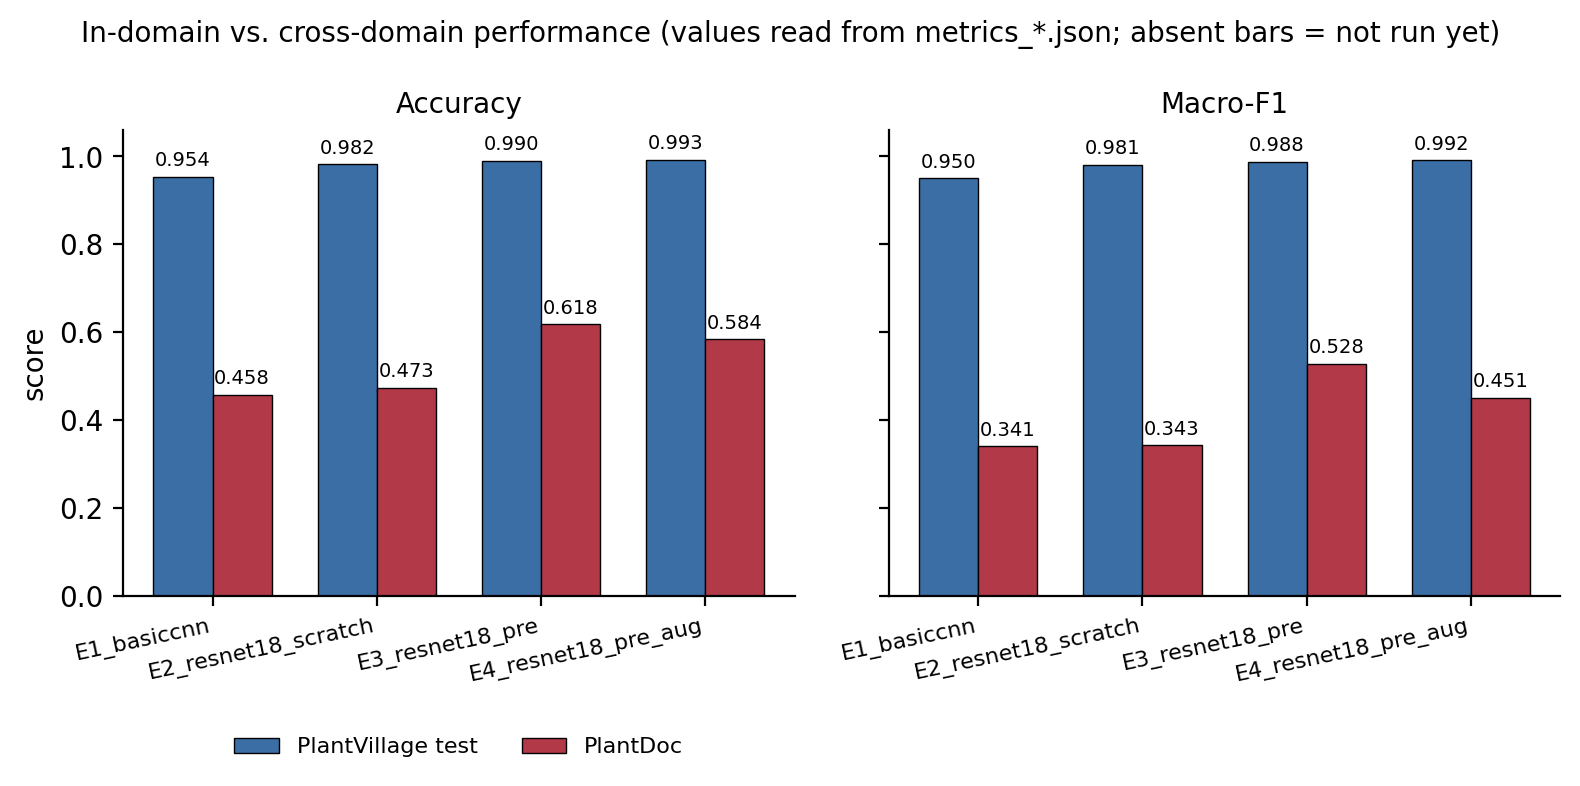 In-domain vs. cross-domain performance (values read from metrics_*.json; absent bars = not run yet)
Accuracy
score
1.0
0.8
0.6
0.4
0.2
0.0
0.954
0.458
0.982
0.473
0.990
0.618
0.993
0.584
E1_basiccnn
E2_resnet18_scratch
E3_resnet18_pre
E4_resnet18_pre_aug
Macro-F1
0.950
0.341
0.981
0.343
0.988
0.528
0.992
0.451
E1_basiccnn
E2_resnet18_scratch
E3_resnet18_pre
E4_resnet18_pre_aug
PlantVillage test
PlantDoc